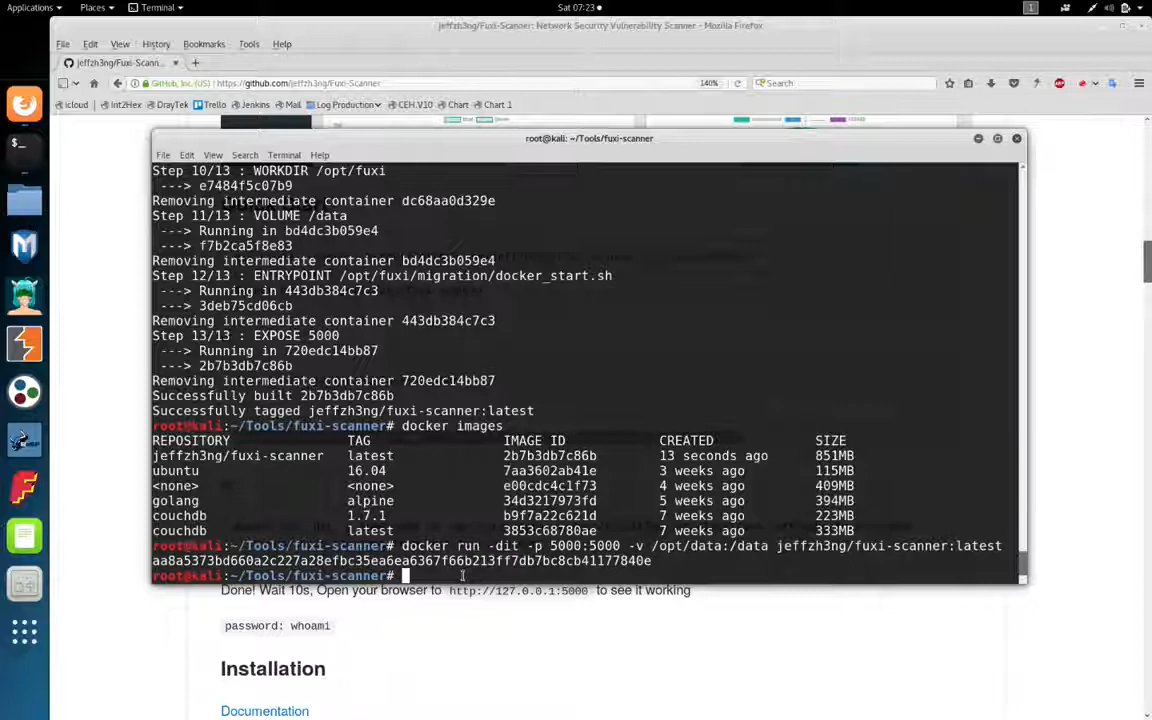 Applications
Places
Terminal
Sat 07:23
1
jeffzh3ng/Fuxi-Scanner: Network Security Vulnerability Scanner - Mozilla Firefox
File Edit View History Bookmarks Tools Help
jeffzh3ng/Fuxi-Scann...
GitHub, Inc. (US) https://github.com/jeffzh3ng/Fuxi-Scanner
140%
Search
icloud Int2Hex DrayTek Trello Jenkins Mail Log Production CEH.V10 Chart Chart 1
root@kali: ~/Tools/fuxi-scanner
File Edit View Search Terminal Help
Step 10/13 : WORKDIR /opt/fuxi
---> e7484f5c07b9
Removing intermediate container dc68aa0d329e
Step 11/13 : VOLUME /data
---> Running in bd4dc3b059e4
---> f7b2ca5f8e83
Removing intermediate container bd4dc3b059e4
Step 12/13 : ENTRYPOINT /opt/fuxi/migration/docker_start.sh
---> Running in 443db384c7c3
---> 3deb75cd06cb
Removing intermediate container 443db384c7c3
Step 13/13 : EXPOSE 5000
---> Running in 720edc14bb87
---> 2b7b3db7c86b
Removing intermediate container 720edc14bb87
Successfully built 2b7b3db7c86b
Successfully tagged jeffzh3ng/fuxi-scanner:latest
root@kali:~/Tools/fuxi-scanner# docker images
REPOSITORY TAG IMAGE ID CREATED SIZE
jeffzh3ng/fuxi-scanner latest 2b7b3db7c86b 13 seconds ago 851MB
ubuntu 16.04 7aa3602ab41e 3 weeks ago 115MB
<none> <none> e00cdc4c1f73 4 weeks ago 409MB
golang alpine 34d3217973fd 5 weeks ago 394MB
couchdb 1.7.1 b9f7a22c621d 7 weeks ago 223MB
couchdb latest 3853c68780ae 7 weeks ago 333MB
root@kali:~/Tools/fuxi-scanner# docker run -dit -p 5000:5000 -v /opt/data:/data jeffzh3ng/fuxi-scanner:latest
aa8a5373bd660a2c227a28efbc35ea6ea6367f66b213ff7db7bc8cb41177840e
root@kali:~/Tools/fuxi-scanner#
Done! Wait 10s, Open your browser to http://127.0.0.1:5000 to see it working
password: whoami
Installation
Documentation